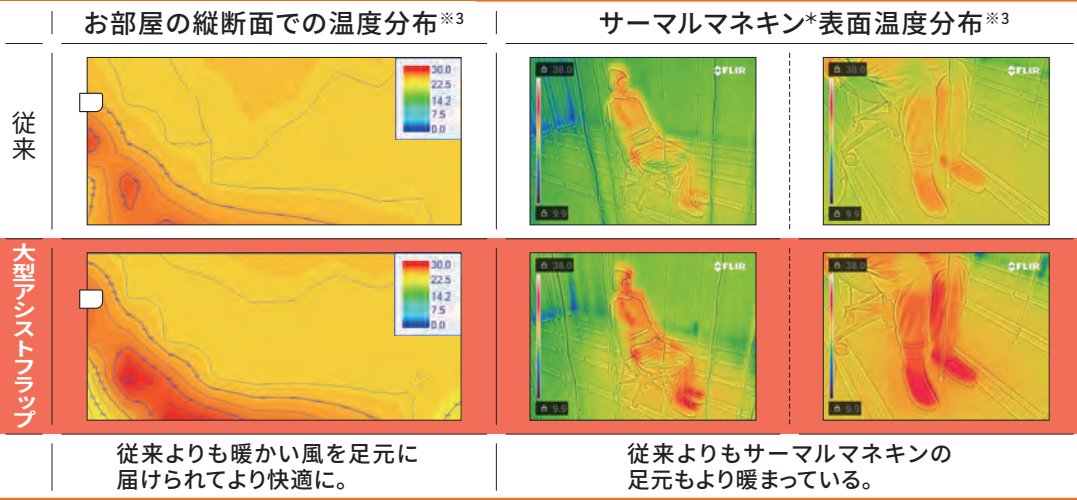 お部屋の縦断面での温度分布※3
サーマルマネキン*表面温度分布※3
従来
30.0
22.5
14.2
7.5
0.0
38.0
FLIR
9.9
38.0
FLIR
9.9
大型アシストフラップ
30.0
22.5
14.2
7.5
0.0
38.0
FLIR
9.9
38.0
FLIR
9.9
従来よりも暖かい風を足元に
届けられてより快適に。
従来よりもサーマルマネキンの
足元もより暖まっている。